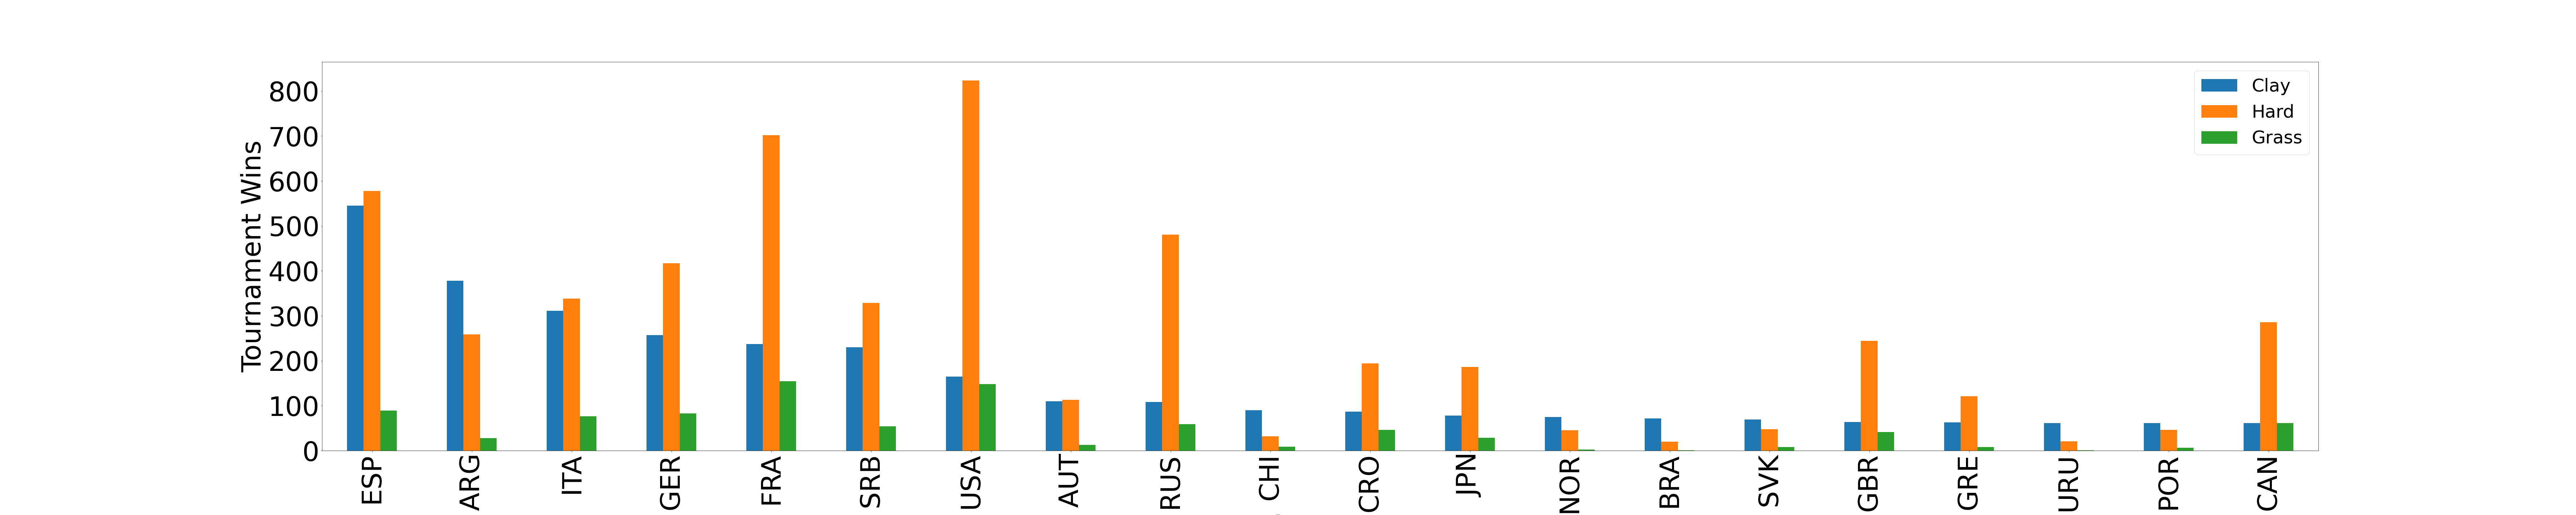 Tournament Wins
800
700
600
500
400
300
200
100
0
Clay
Hard
Grass
ESP
ARG
ITA
GER
FRA
SRB
USA
AUT
RUS
CHI
CRO
JPN
NOR
BRA
SVK
GBR
GRE
URU
POR
CAN